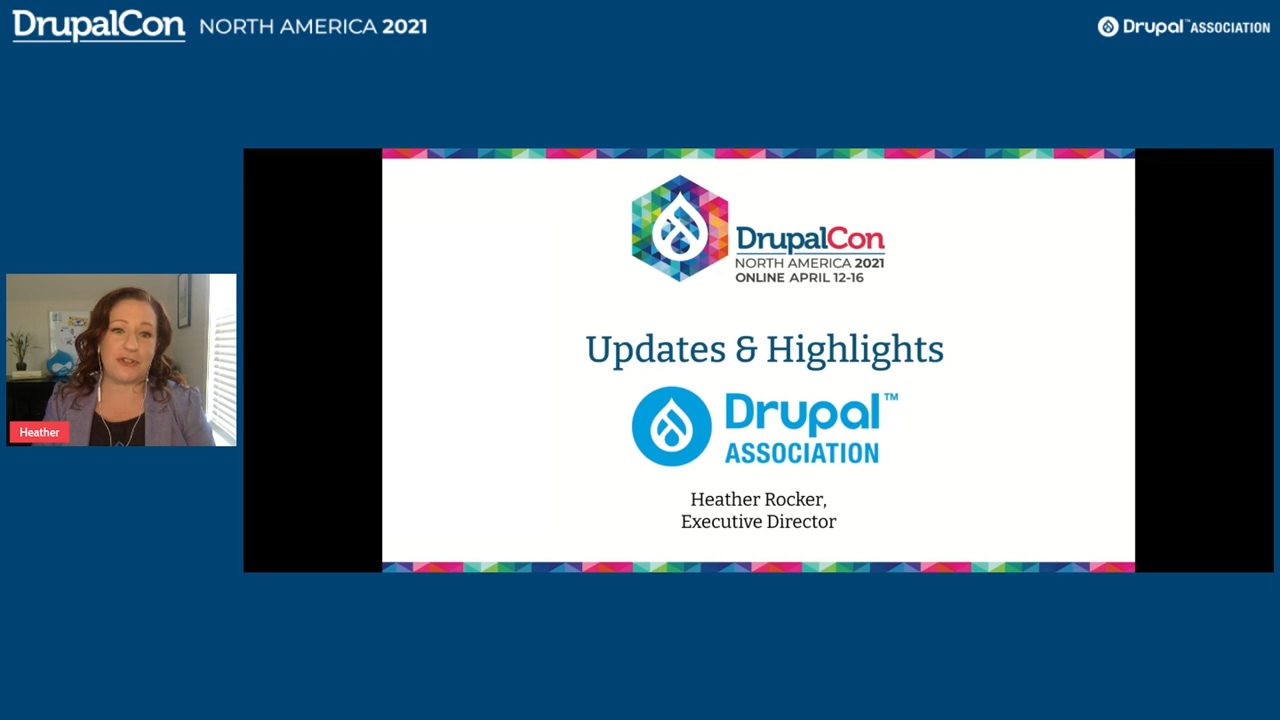 DrupalCon NORTH AMERICA 2021
Drupal™ ASSOCIATION
DrupalCon
NORTH AMERICA 2021
ONLINE APRIL 12-16
Updates & Highlights
Drupal™
ASSOCIATION
Heather Rocker,
Executive Director
Heather